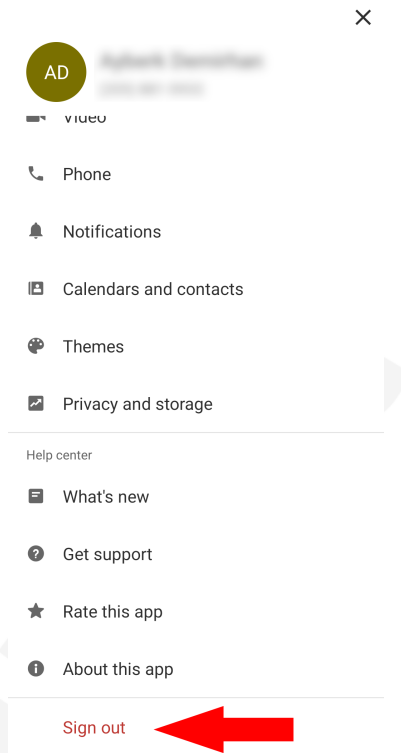 AD
Video
Phone
Notifications
Calendars and contacts
Themes
Privacy and storage
Help center
What's new
Get support
Rate this app
About this app
Sign out